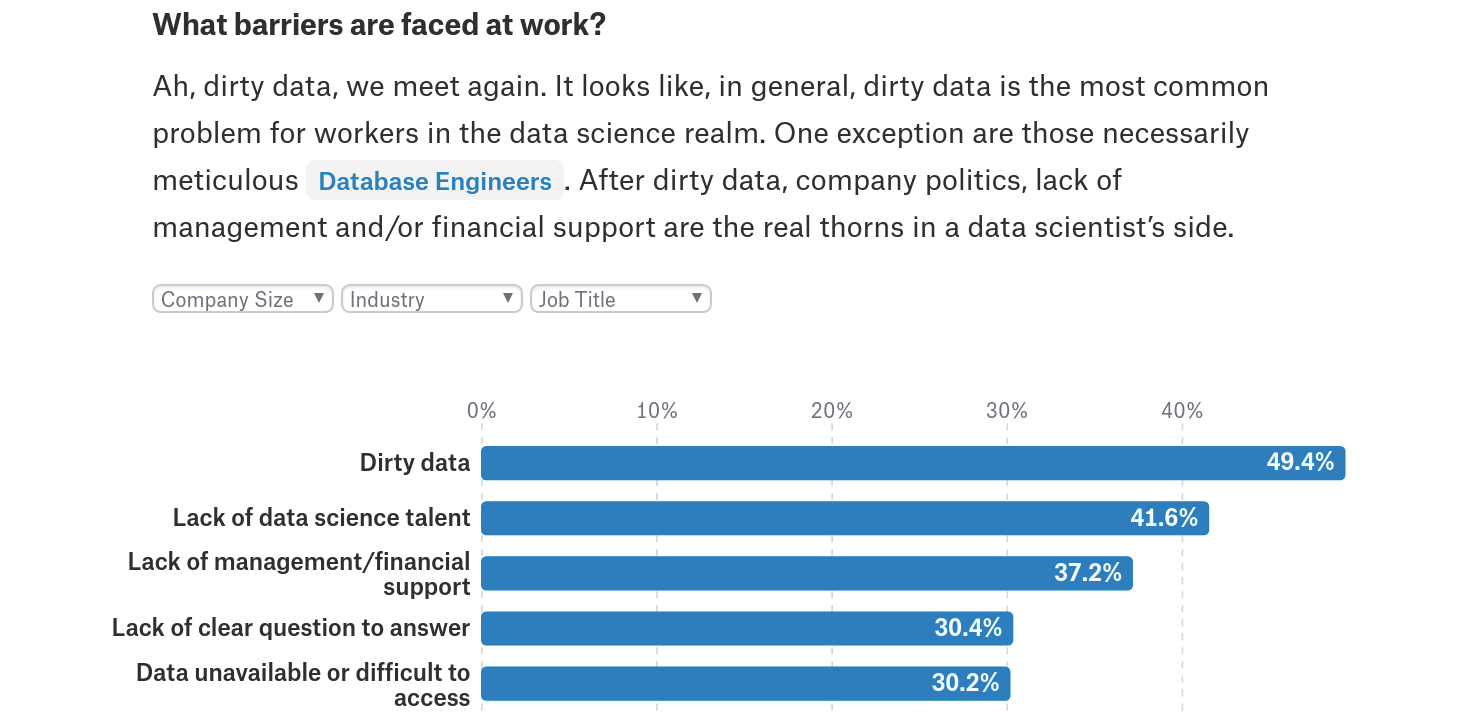 What barriers are faced at work?
Ah, dirty data, we meet again. It looks like, in general, dirty data is the most common
problem for workers in the data science realm. One exception are those necessarily
meticulous Database Engineers . After dirty data, company politics, lack of
management and/or financial support are the real thorns in a data scientist’s side.
Company Size ▼ Industry ▼ Job Title ▼
0% 10% 20% 30% 40%
Dirty data 49.4%
Lack of data science talent 41.6%
Lack of management/financial
support 37.2%
Lack of clear question to answer 30.4%
Data unavailable or difficult to
access 30.2%